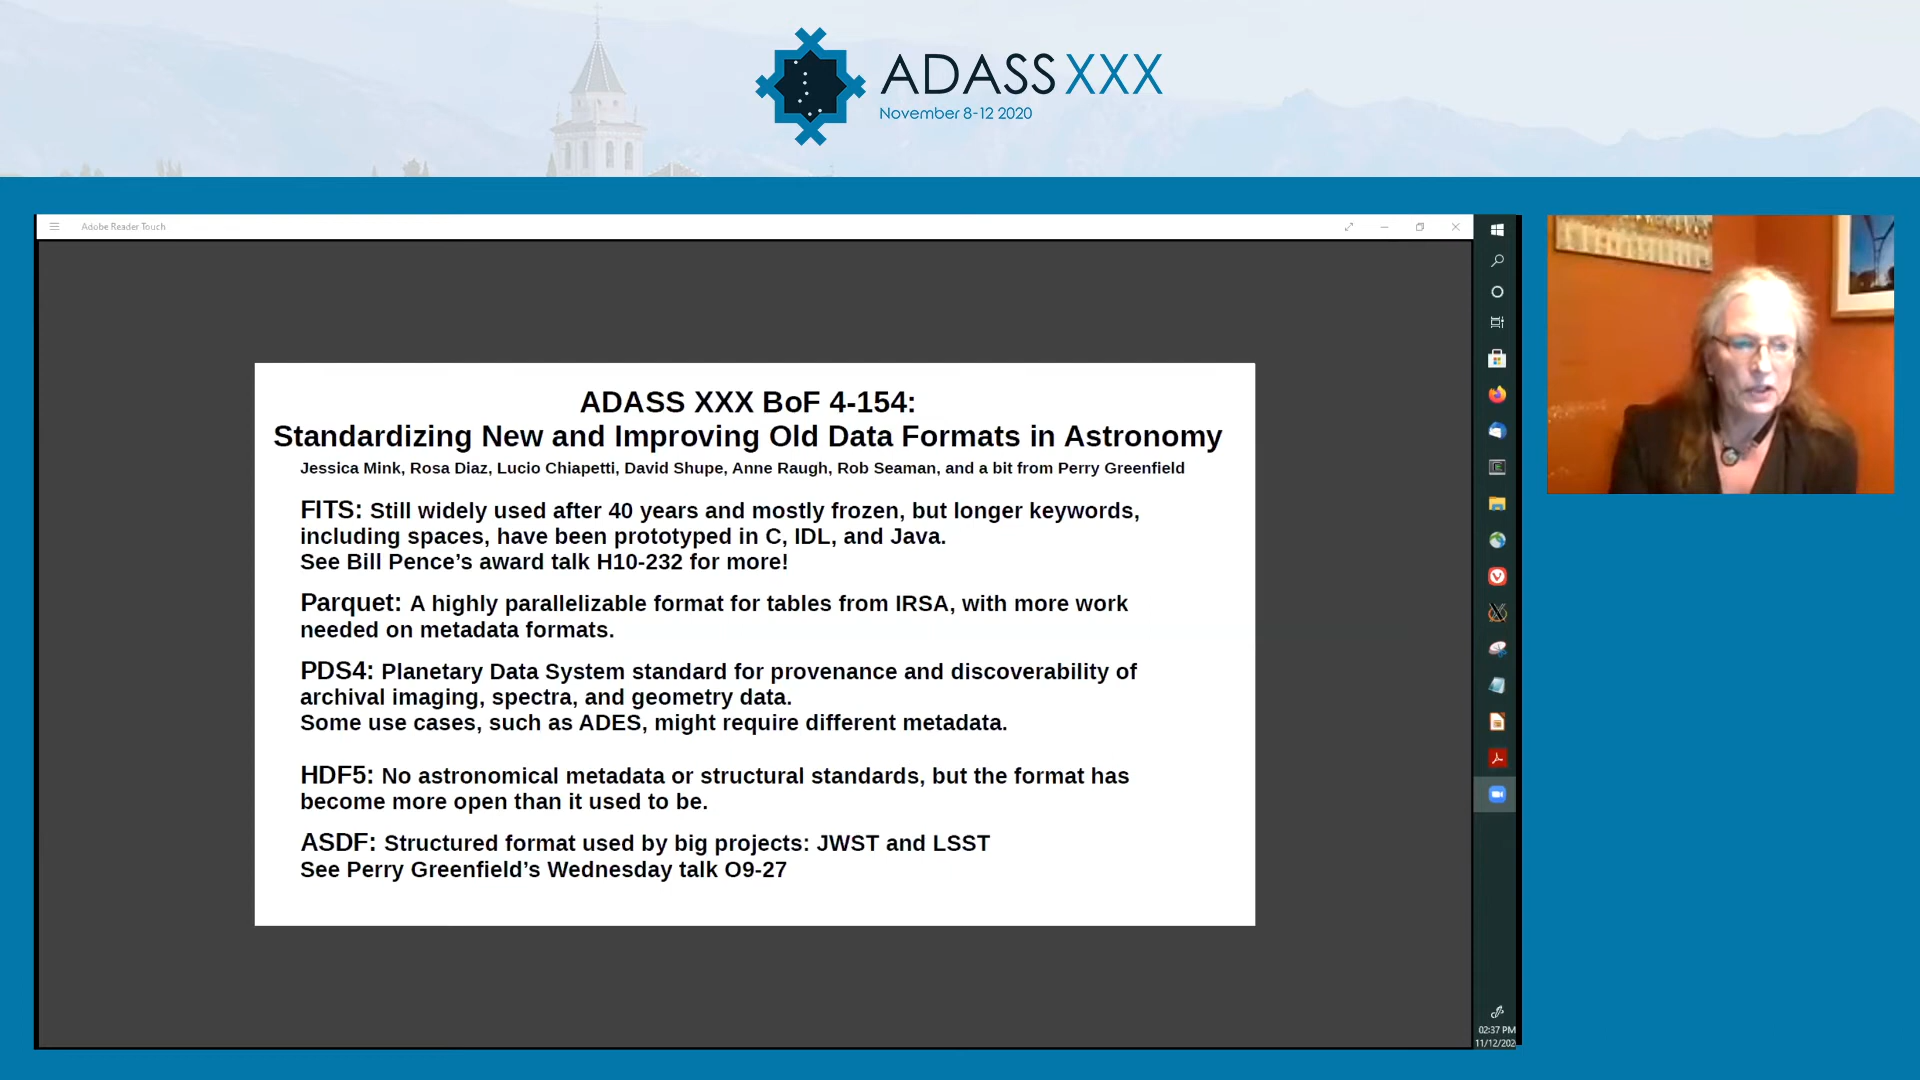 ADASS XXX
November 8-12 2020
Adobe Reader Touch
ADASS XXX BoF 4-154:
Standardizing New and Improving Old Data Formats in Astronomy
Jessica Mink, Rosa Diaz, Lucio Chiapetti, David Shupe, Anne Raugh, Rob Seaman, and a bit from Perry Greenfield
FITS: Still widely used after 40 years and mostly frozen, but longer keywords,
including spaces, have been prototyped in C, IDL, and Java.
See Bill Pence’s award talk H10-232 for more!
Parquet: A highly parallelizable format for tables from IRSA, with more work
needed on metadata formats.
PDS4: Planetary Data System standard for provenance and discoverability of
archival imaging, spectra, and geometry data.
Some use cases, such as ADES, might require different metadata.
HDF5: No astronomical metadata or structural standards, but the format has
become more open than it used to be.
ASDF: Structured format used by big projects: JWST and LSST
See Perry Greenfield’s Wednesday talk O9-27
02:37 PM
11/12/202